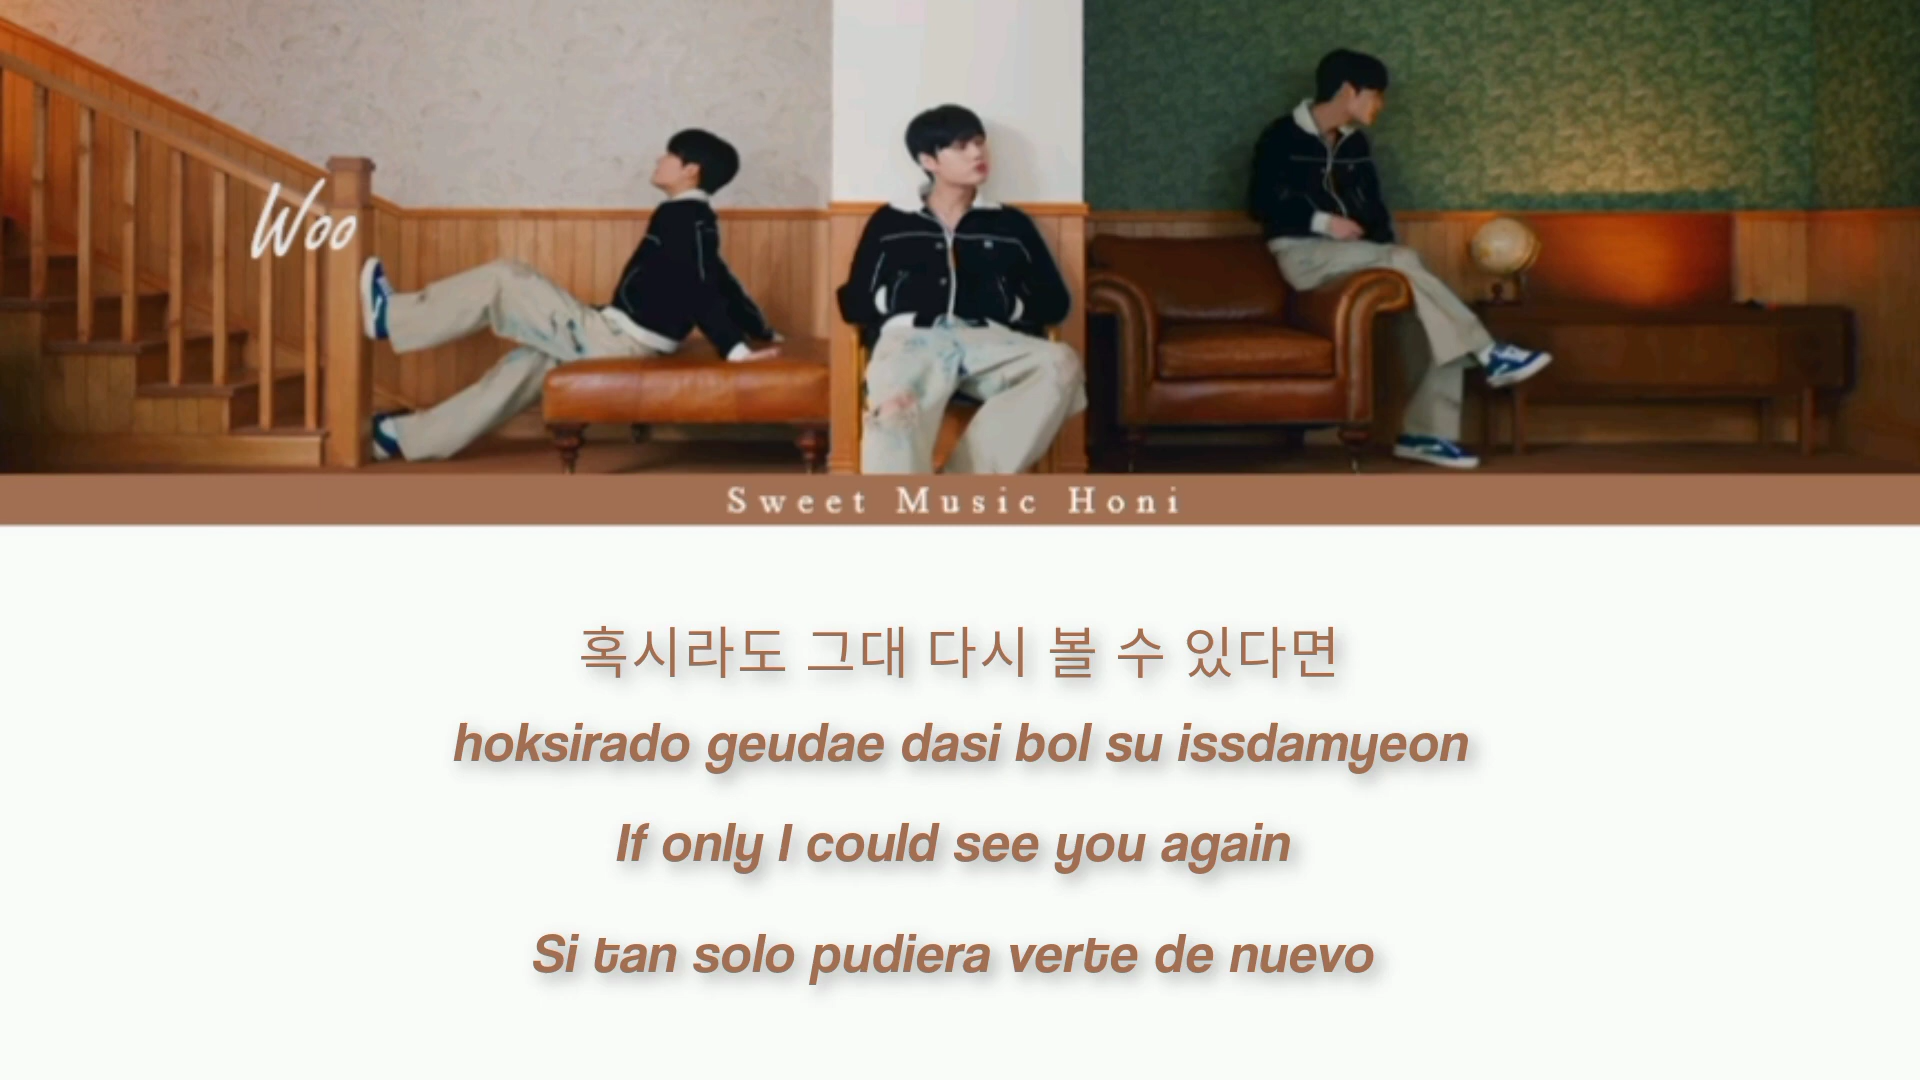 Woo
Sweet Music Honi
혹시라도 그대 다시 볼 수 있다면
hoksirado geudae dasi bol su issdamyeon
If only I could see you again
Si tan solo pudiera verte de nuevo